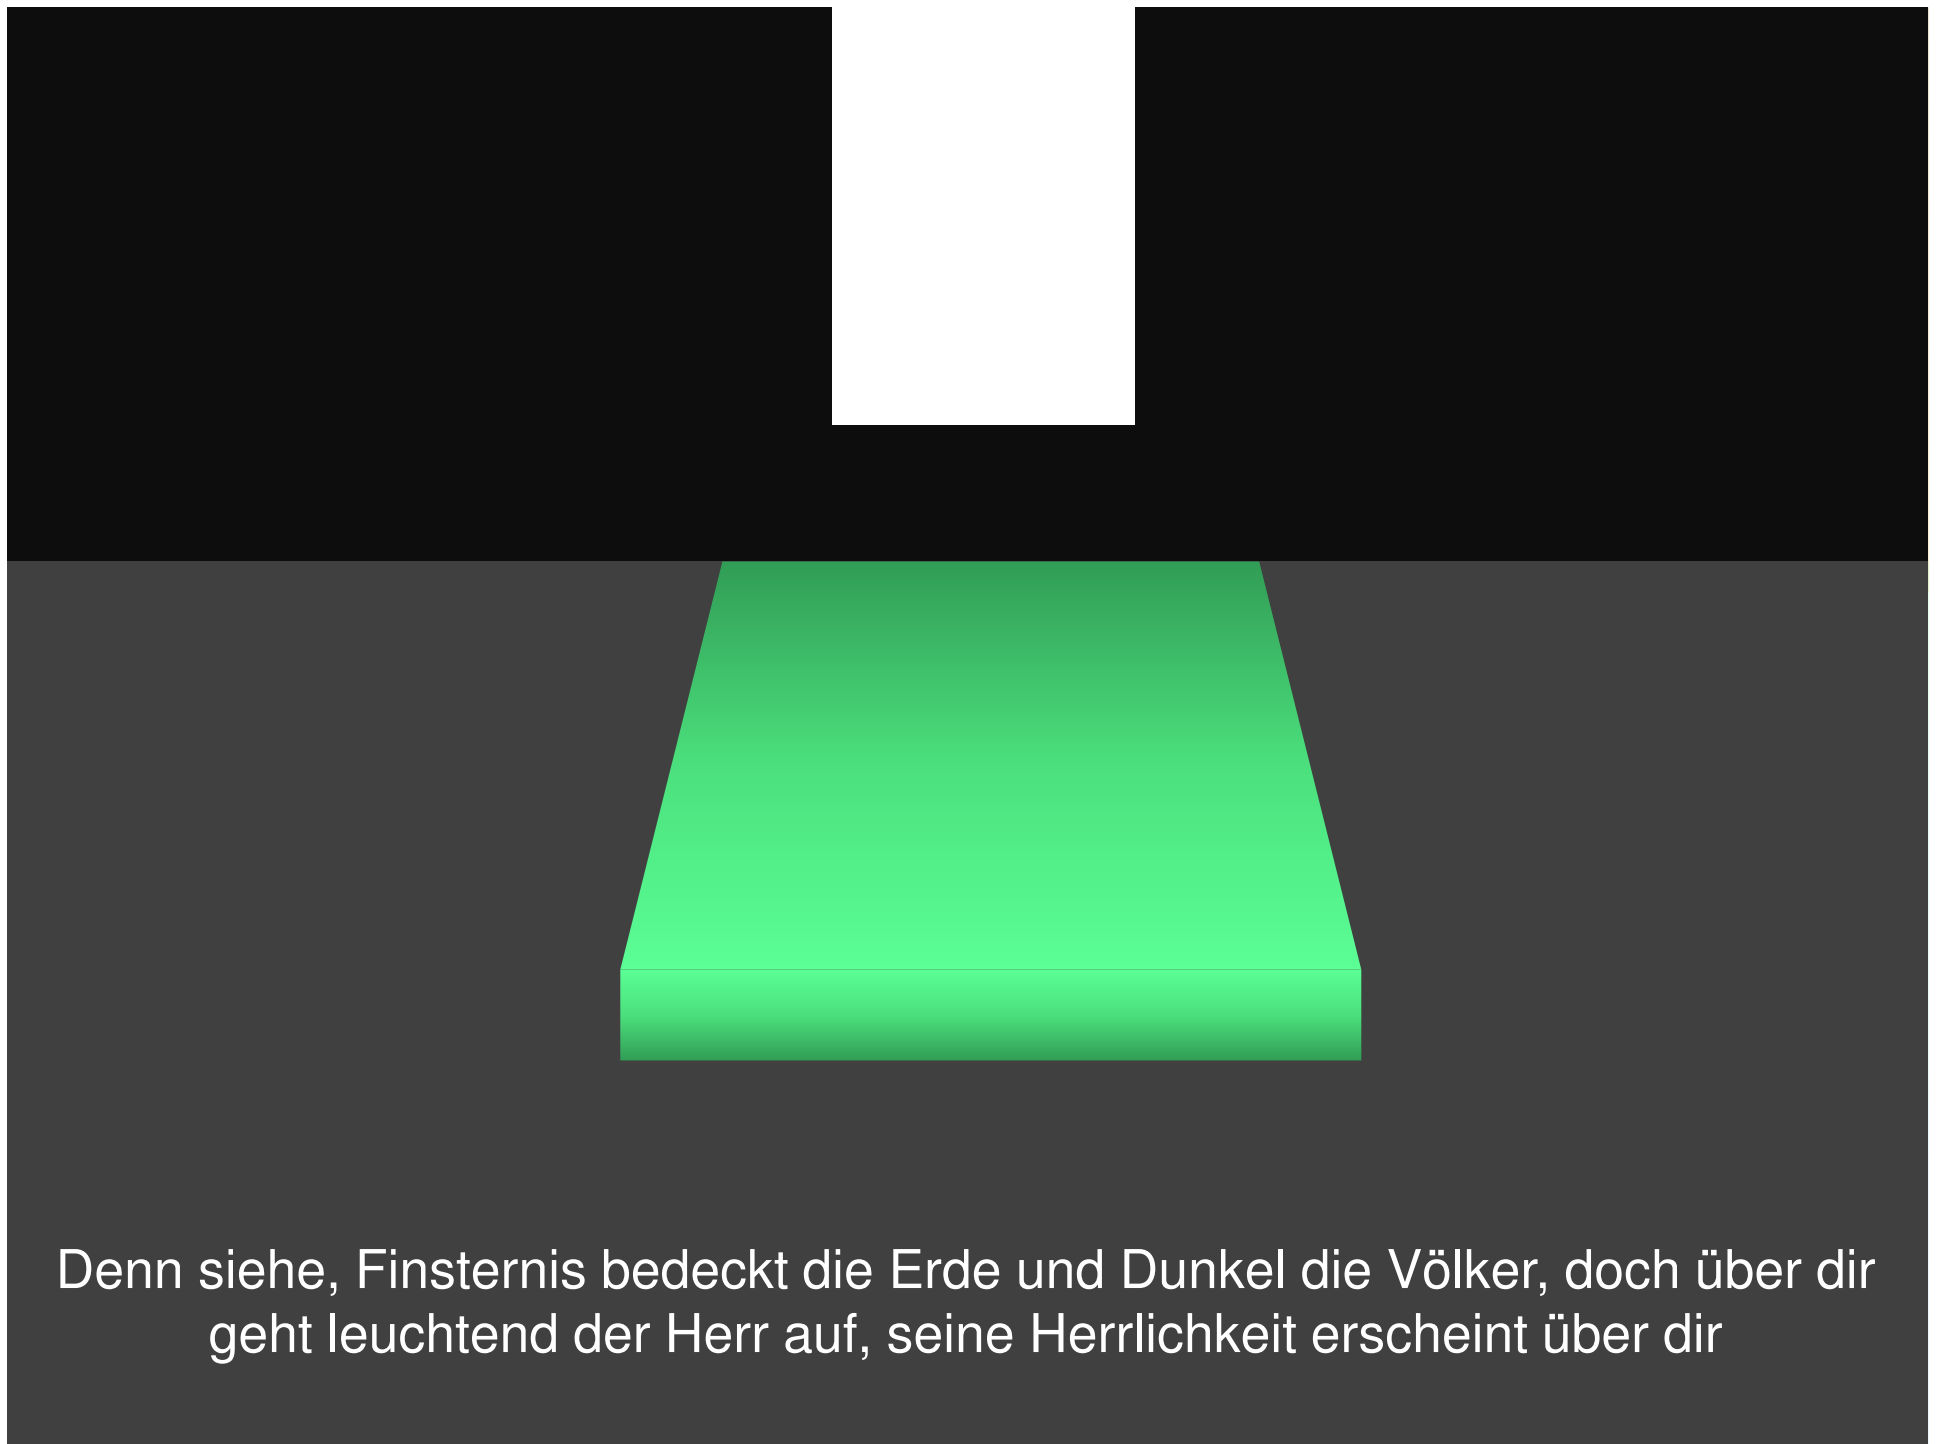 Denn siehe, Finsternis bedeckt die Erde und Dunkel die Völker, doch über dir
geht leuchtend der Herr auf, seine Herrlichkeit erscheint über dir